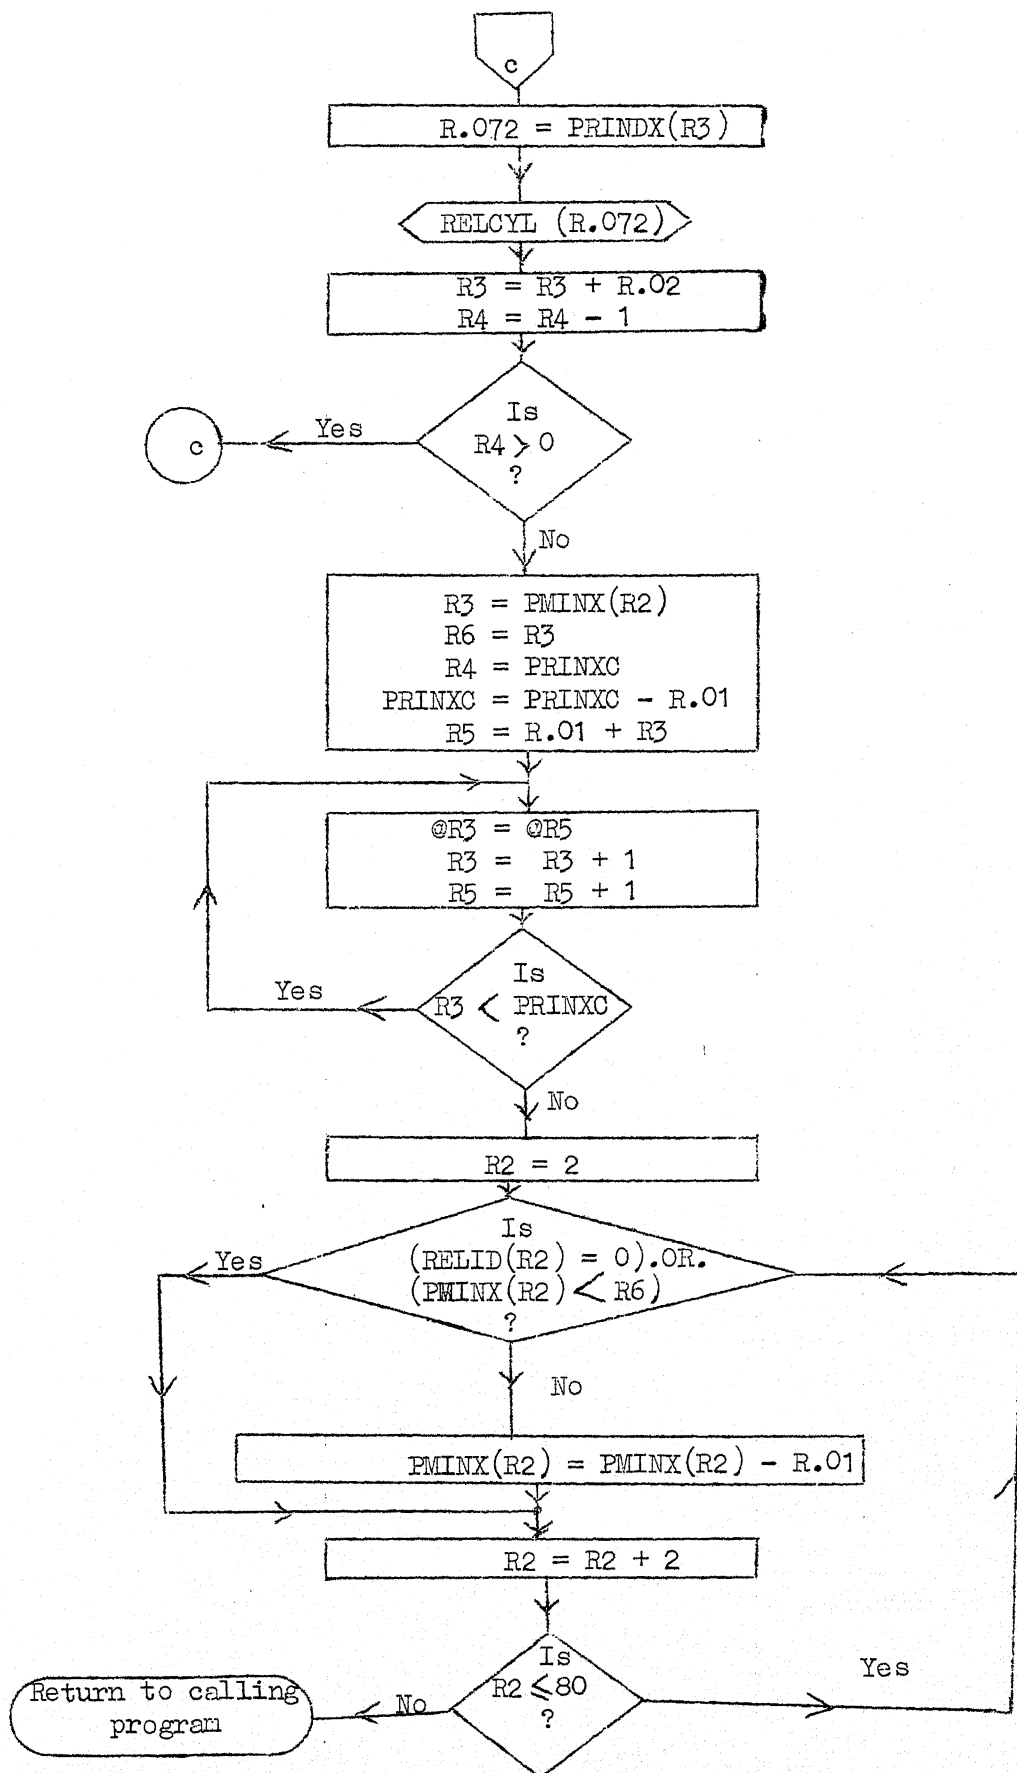 c
R.072 = PRINDX(R3)
RELCYL (R.072)
R3 = R3 + R.02
R4 = R4 - 1
Is
R4 > 0
?
Yes
c
No
R3 = PMINX(R2)
R6 = R3
R4 = PRINXC
PRINXC = PRINXC - R.01
R5 = R.01 + R3
@R3 = @R5
R3 = R3 + 1
R5 = R5 + 1
Is
R3 < PRINXC
?
Yes
No
R2 = 2
Is
(RELID(R2) = 0).OR.
(PMINX(R2) < R6)
?
Yes
No
PMINX(R2) = PMINX(R2) - R.01
R2 = R2 + 2
Is
R2 ≤ 80
?
Yes
No
Return to calling
program